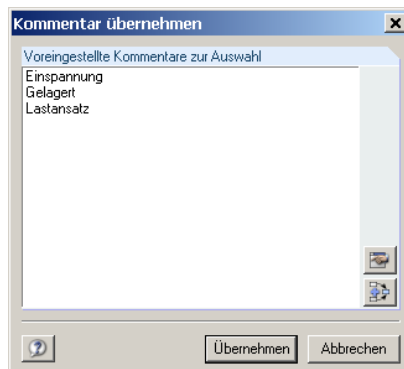 Kommentar übernehmen
Voreingestellte Kommentare zur Auswahl
Einspannung
Gelagert
Lastansatz
Übernehmen
Abbrechen